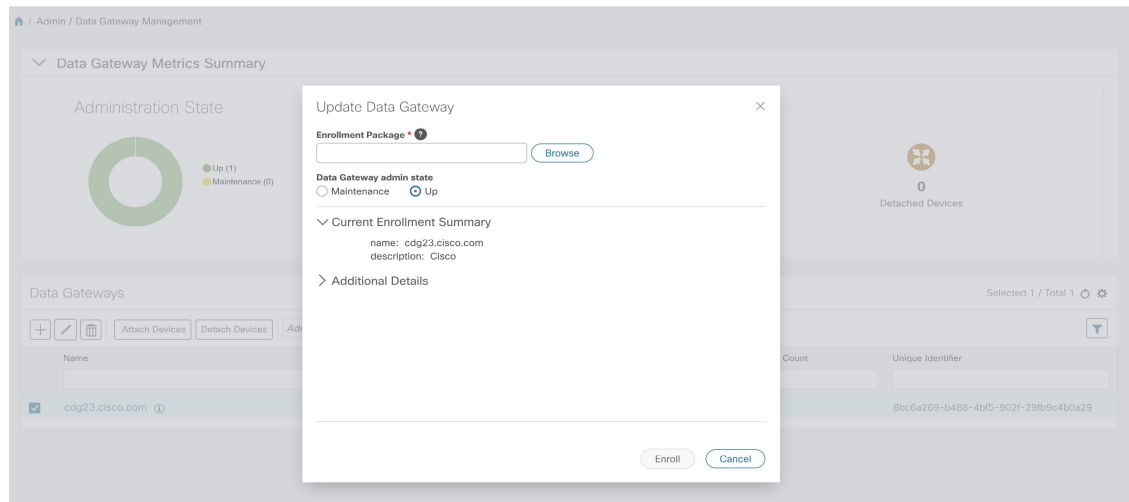 / Admin / Data Gateway Management
Data Gateway Metrics Summary
Administration State
Up (1)
Maintenance (0)
0
Detached Devices
Update Data Gateway
Enrollment Package * ?
Browse
Data Gateway admin state
Maintenance
Up
Current Enrollment Summary
name: cdg23.cisco.com
description: Cisco
Additional Details
Enroll
Cancel
Data Gateways
Selected 1 / Total 1
Attach Devices
Detach Devices
Name
Count
Unique Identifier
cdg23.cisco.com
8bc6a269-b488-4bf5-902f-29fb9c4b0a29